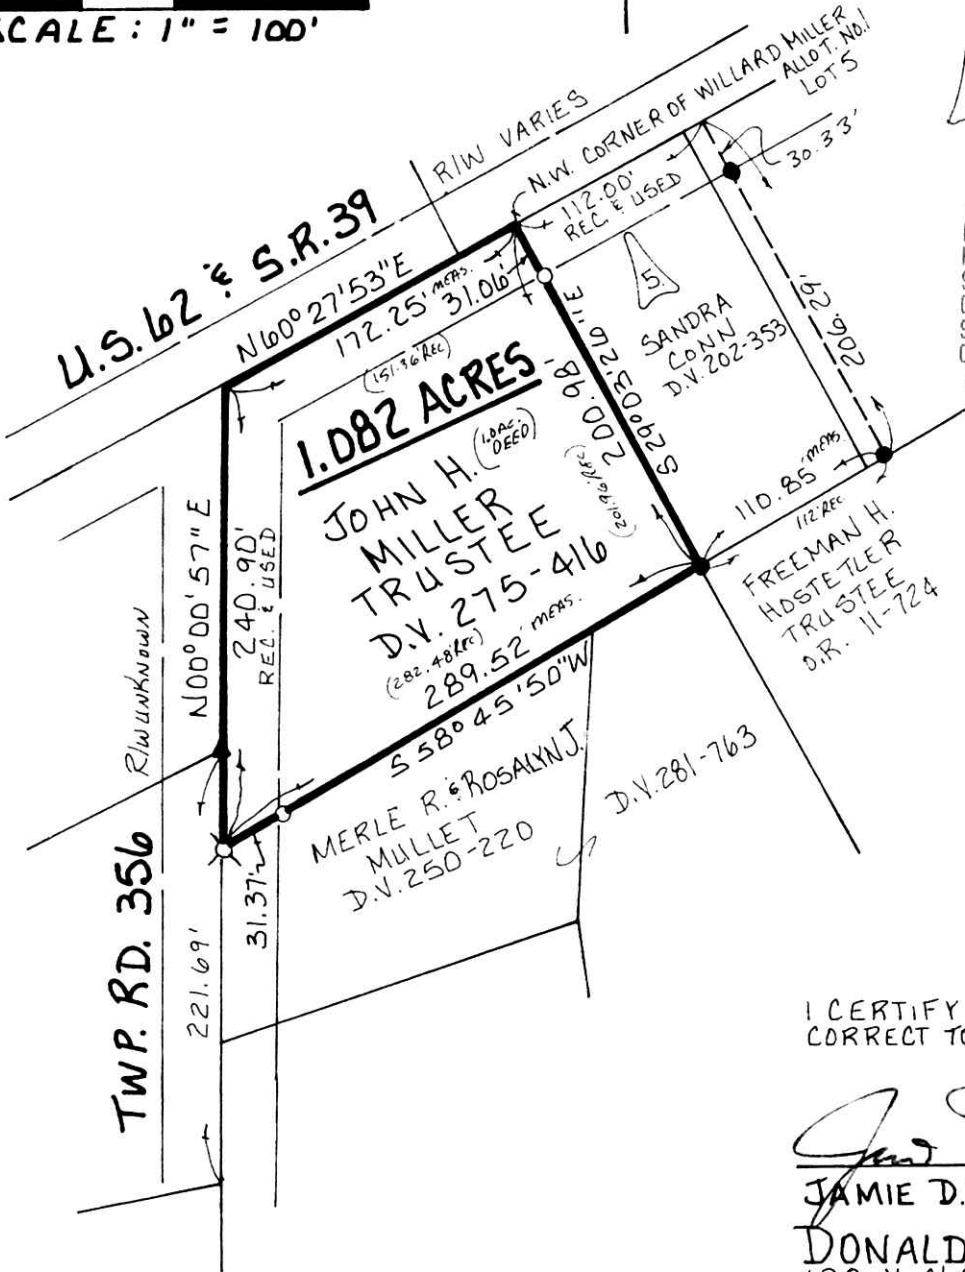 SCALE : 1" = 100'
R/W VARIES
N.W. CORNER OF WILLARD MILLER
ALLOT. NO.1
LOT 5
30.33'
U.S. 62 & S.R. 39
112.00'
REC. & USED
N60°27'53"E
172.25' MEAS.
31.06'
(151.36 REC)
5.
SANDRA
CONN
D.V. 202-353
206.29'
1.082 ACRES
(1.0 AC. DEED)
S 29°03'26"E
200.98'
(201.96 REC)
JOHN H.
MILLER
TRUSTEE
D.V. 275-416
110.85' MEAS.
112' REC.
FREEMAN H.
HOSTETLER
TRUSTEE
O.R. 11-724
N00°00'57" E
240.90'
REC. & USED
R/W UNKNOWN
(282.48 REC)
289.52' MEAS.
S 58° 45' 50" W
MERLE R. & ROSALYN J.
MULLET
D.V. 250-220
D.V. 281-763
TWP. RD. 356
31.37'
221.69'
I CERTIFY
CORRECT TO
JAMIE D.
DONALD